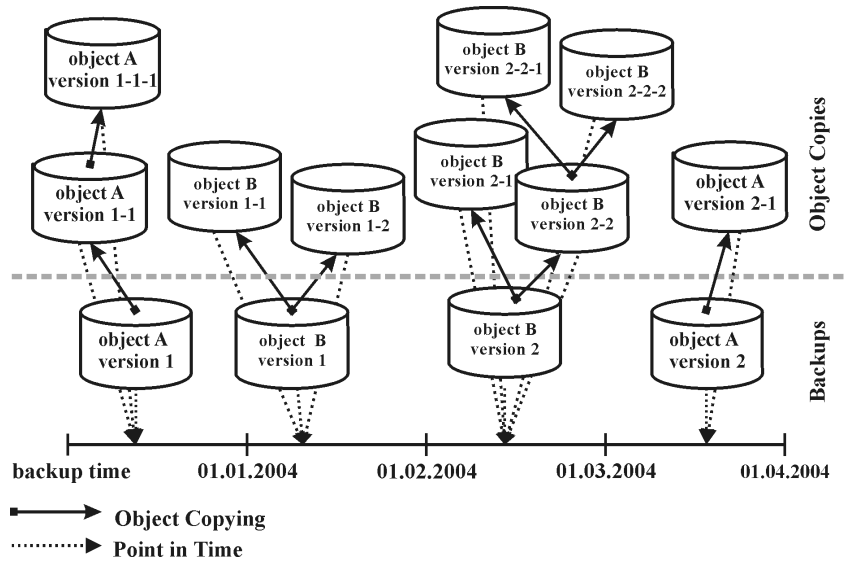 object A
version 1-1-1
object B
version 2-2-1
object B
version 2-2-2
object A
version 1-1
object B
version 1-1
object B
version 1-2
object B
version 2-1
object B
version 2-2
object A
version 2-1
Object Copies
object A
version 1
object B
version 1
object B
version 2
object A
version 2
Backups
backup time
01.01.2004
01.02.2004
01.03.2004
01.04.2004
Object Copying
Point in Time